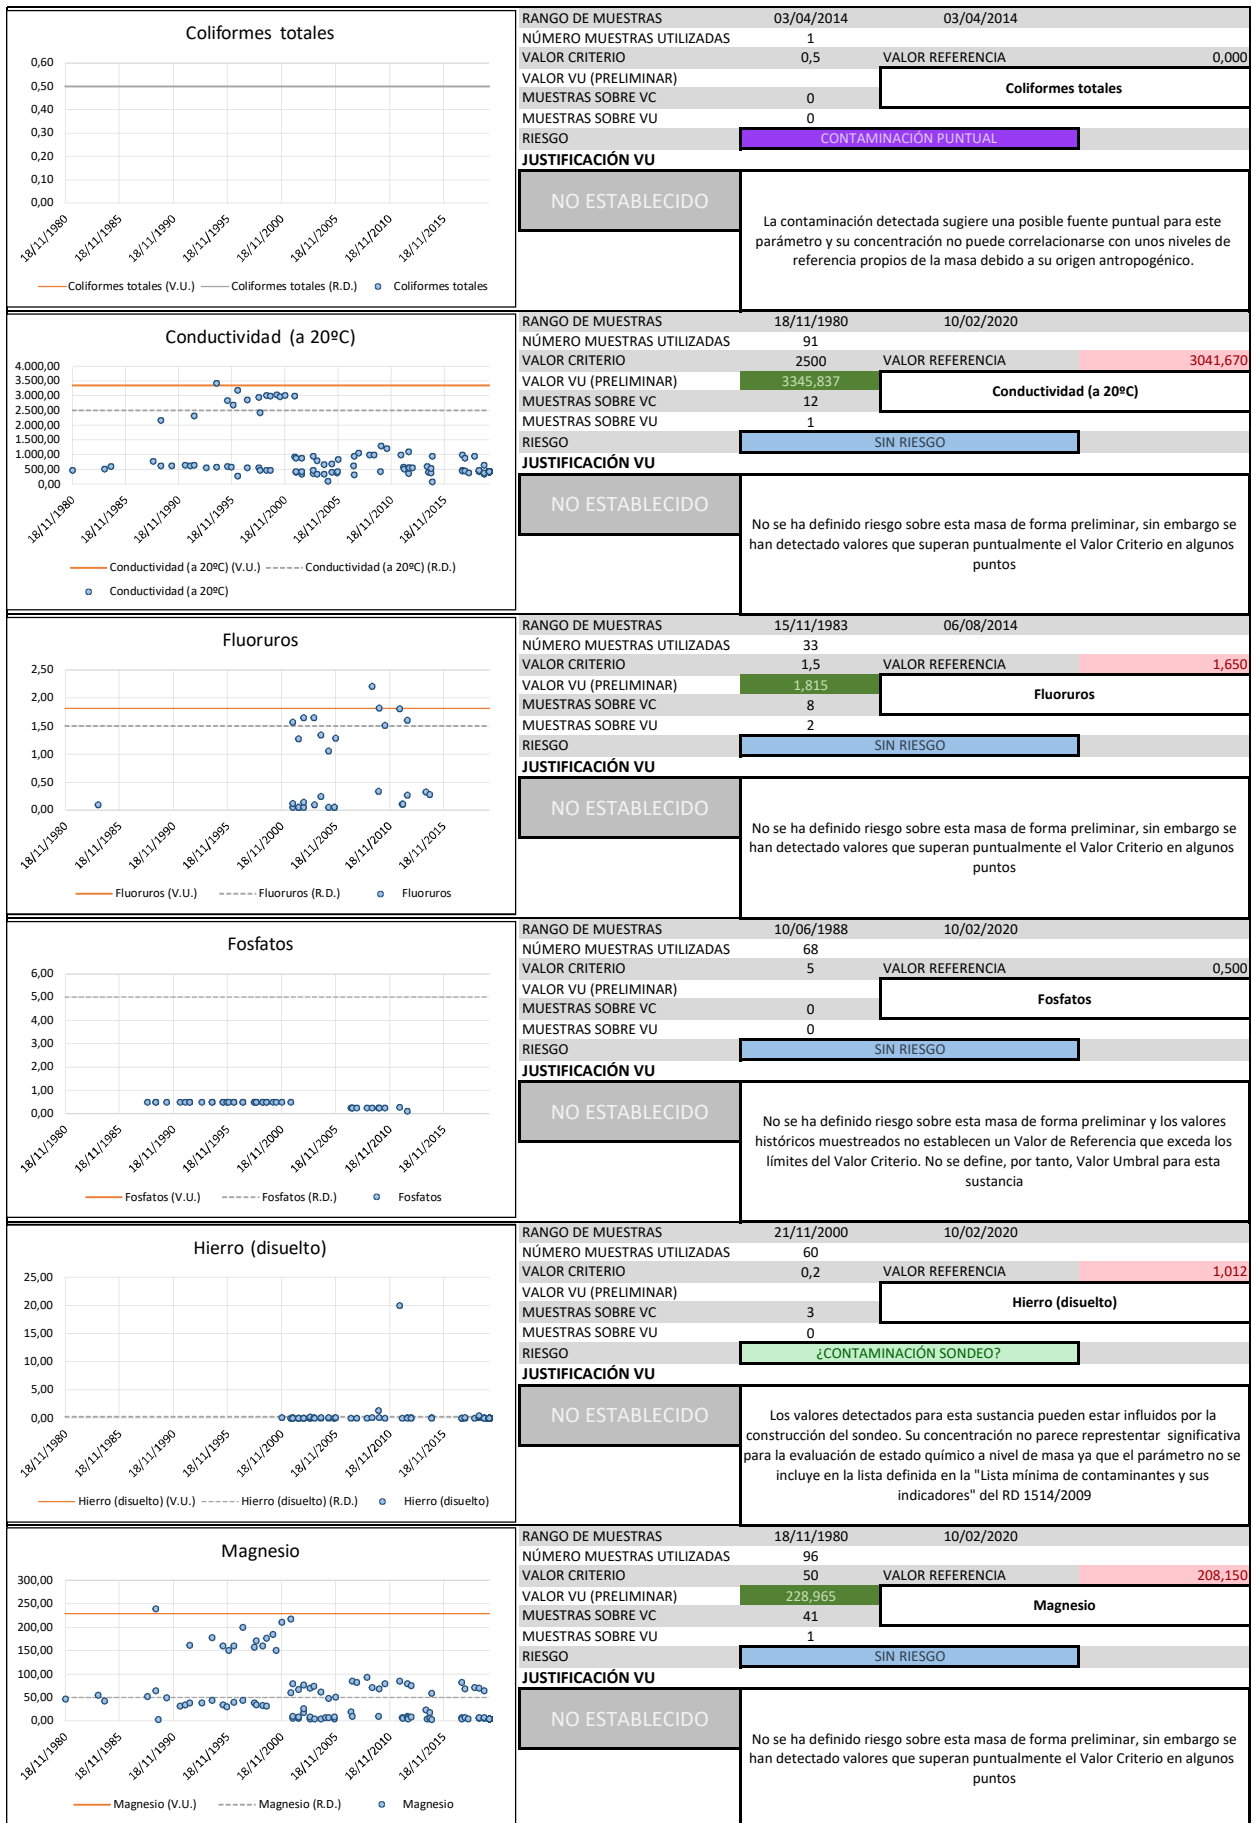 Coliformes totales
0,60
0,50
0,40
0,30
0,20
0,10
0,00
18/11/1980
18/11/1985
18/11/1990
18/11/1995
18/11/2000
18/11/2005
18/11/2010
18/11/2015
Coliformes totales (V.U.) Coliformes totales (R.D.) Coliformes totales
RANGO DE MUESTRAS 03/04/2014 03/04/2014
NÚMERO MUESTRAS UTILIZADAS 1
VALOR CRITERIO 0,5 VALOR REFERENCIA 0,000
VALOR VU (PRELIMINAR)
Coliformes totales
MUESTRAS SOBRE VC 0
MUESTRAS SOBRE VU 0
RIESGO CONTAMINACIÓN PUNTUAL
JUSTIFICACIÓN VU
NO ESTABLECIDO
La contaminación detectada sugiere una posible fuente puntual para este
parámetro y su concentración no puede correlacionarse con unos niveles de
referencia propios de la masa debido a su origen antropogénico.
Conductividad (a 20ºC)
4.000,00
3.500,00
3.000,00
2.500,00
2.000,00
1.500,00
1.000,00
500,00
0,00
18/11/1980
18/11/1985
18/11/1990
18/11/1995
18/11/2000
18/11/2005
18/11/2010
18/11/2015
Conductividad (a 20ºC) (V.U.) Conductividad (a 20ºC) (R.D.)
Conductividad (a 20ºC)
RANGO DE MUESTRAS 18/11/1980 10/02/2020
NÚMERO MUESTRAS UTILIZADAS 91
VALOR CRITERIO 2500 VALOR REFERENCIA 3041,670
VALOR VU (PRELIMINAR) 3345,837
Conductividad (a 20ºC)
MUESTRAS SOBRE VC 12
MUESTRAS SOBRE VU 1
RIESGO SIN RIESGO
JUSTIFICACIÓN VU
NO ESTABLECIDO
No se ha definido riesgo sobre esta masa de forma preliminar, sin embargo se
han detectado valores que superan puntualmente el Valor Criterio en algunos
puntos
Fluoruros
2,50
2,00
1,50
1,00
0,50
0,00
18/11/1980
18/11/1985
18/11/1990
18/11/1995
18/11/2000
18/11/2005
18/11/2010
18/11/2015
Fluoruros (V.U.) Fluoruros (R.D.) Fluoruros
RANGO DE MUESTRAS 15/11/1983 06/08/2014
NÚMERO MUESTRAS UTILIZADAS 33
VALOR CRITERIO 1,5 VALOR REFERENCIA 1,650
VALOR VU (PRELIMINAR) 1,815
Fluoruros
MUESTRAS SOBRE VC 8
MUESTRAS SOBRE VU 2
RIESGO SIN RIESGO
JUSTIFICACIÓN VU
NO ESTABLECIDO
No se ha definido riesgo sobre esta masa de forma preliminar, sin embargo se
han detectado valores que superan puntualmente el Valor Criterio en algunos
puntos
Fosfatos
6,00
5,00
4,00
3,00
2,00
1,00
0,00
18/11/1980
18/11/1985
18/11/1990
18/11/1995
18/11/2000
18/11/2005
18/11/2010
18/11/2015
Fosfatos (V.U.) Fosfatos (R.D.) Fosfatos
RANGO DE MUESTRAS 10/06/1988 10/02/2020
NÚMERO MUESTRAS UTILIZADAS 68
VALOR CRITERIO 5 VALOR REFERENCIA 0,500
VALOR VU (PRELIMINAR)
Fosfatos
MUESTRAS SOBRE VC 0
MUESTRAS SOBRE VU 0
RIESGO SIN RIESGO
JUSTIFICACIÓN VU
NO ESTABLECIDO
No se ha definido riesgo sobre esta masa de forma preliminar y los valores
históricos muestreados no establecen un Valor de Referencia que exceda los
límites del Valor Criterio. No se define, por tanto, Valor Umbral para esta
sustancia
Hierro (disuelto)
25,00
20,00
15,00
10,00
5,00
0,00
18/11/1980
18/11/1985
18/11/1990
18/11/1995
18/11/2000
18/11/2005
18/11/2010
18/11/2015
Hierro (disuelto) (V.U.) Hierro (disuelto) (R.D.) Hierro (disuelto)
RANGO DE MUESTRAS 21/11/2000 10/02/2020
NÚMERO MUESTRAS UTILIZADAS 60
VALOR CRITERIO 0,2 VALOR REFERENCIA 1,012
VALOR VU (PRELIMINAR)
Hierro (disuelto)
MUESTRAS SOBRE VC 3
MUESTRAS SOBRE VU 0
RIESGO ¿CONTAMINACIÓN SONDEO?
JUSTIFICACIÓN VU
NO ESTABLECIDO
Los valores detectados para esta sustancia pueden estar influidos por la
construcción del sondeo. Su concentración no parece represtentar significativa
para la evaluación de estado químico a nivel de masa ya que el parámetro no se
incluye en la lista definida en la "Lista mínima de contaminantes y sus
indicadores" del RD 1514/2009
Magnesio
300,00
250,00
200,00
150,00
100,00
50,00
0,00
18/11/1980
18/11/1985
18/11/1990
18/11/1995
18/11/2000
18/11/2005
18/11/2010
18/11/2015
Magnesio (V.U.) Magnesio (R.D.) Magnesio
RANGO DE MUESTRAS 18/11/1980 10/02/2020
NÚMERO MUESTRAS UTILIZADAS 96
VALOR CRITERIO 50 VALOR REFERENCIA 208,150
VALOR VU (PRELIMINAR) 228,965
Magnesio
MUESTRAS SOBRE VC 41
MUESTRAS SOBRE VU 1
RIESGO SIN RIESGO
JUSTIFICACIÓN VU
NO ESTABLECIDO
No se ha definido riesgo sobre esta masa de forma preliminar, sin embargo se
han detectado valores que superan puntualmente el Valor Criterio en algunos
puntos